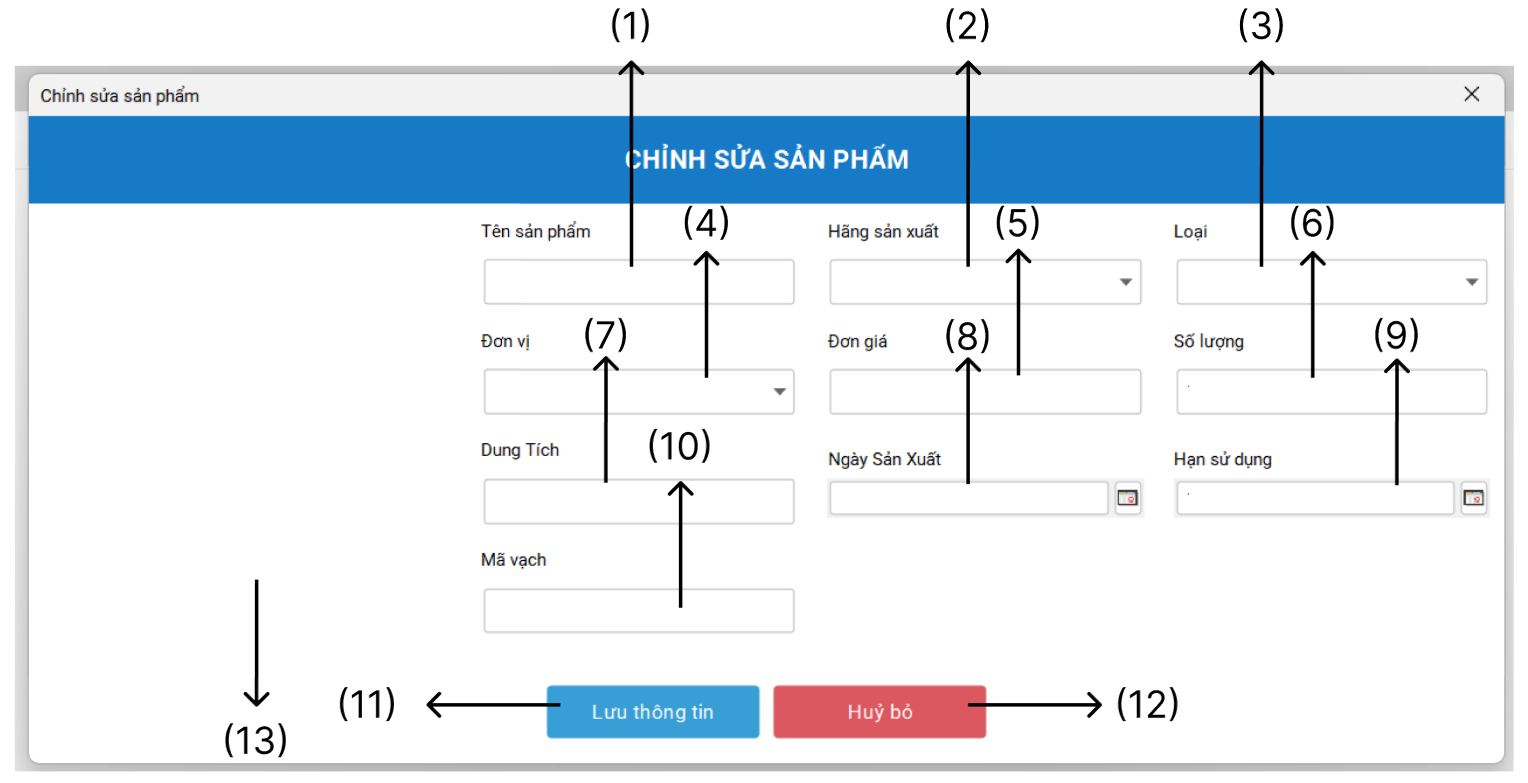 (1) (2) (3)
Chỉnh sửa sản phẩm
CHỈNH SỬA SẢN PHẨM
Tên sản phẩm (4) Hãng sản xuất (5) Loại (6)
Đơn vị (7) Đơn giá (8) Số lượng (9)
Dung Tích (10) Ngày Sản Xuất Hạn sử dụng
Mã vạch
(11) Lưu thông tin Huỷ bỏ (12)
(13)